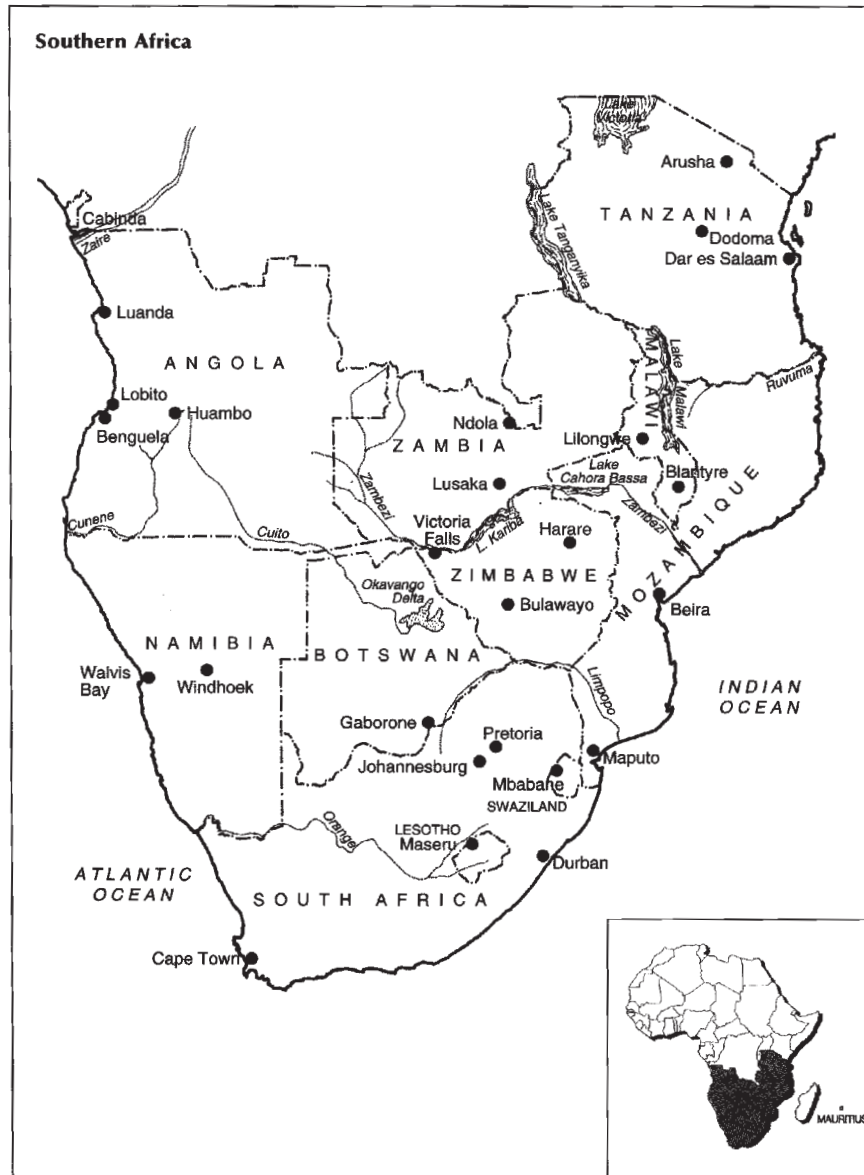 Southern Africa
Lake
Victoria
Arusha
Cabinda
Zaire
Lake Tanganyika
TANZANIA
Dodoma
Dar es Salaam
Luanda
ANGOLA
MALAWI
Lake
Malawi
Ruvuma
Lobito
Huambo
Benguela
Ndola
ZAMBIA
Lilongwe
Lake
Cahora Bassa
Blantyre
Lusaka
Zambezi
Zambezi
MOZAMBIQUE
Cunene
Cuito
Victoria
Falls
L. Kariba
Harare
ZIMBABWE
Okavango
Delta
Bulawayo
Beira
NAMIBIA
BOTSWANA
Walvis
Bay
Windhoek
Limpopo
INDIAN
OCEAN
Gaborone
Pretoria
Johannesburg
Maputo
Mbabane
SWAZILAND
Orange
LESOTHO
Maseru
Durban
ATLANTIC
OCEAN
SOUTH AFRICA
Cape Town
MAURITIUS